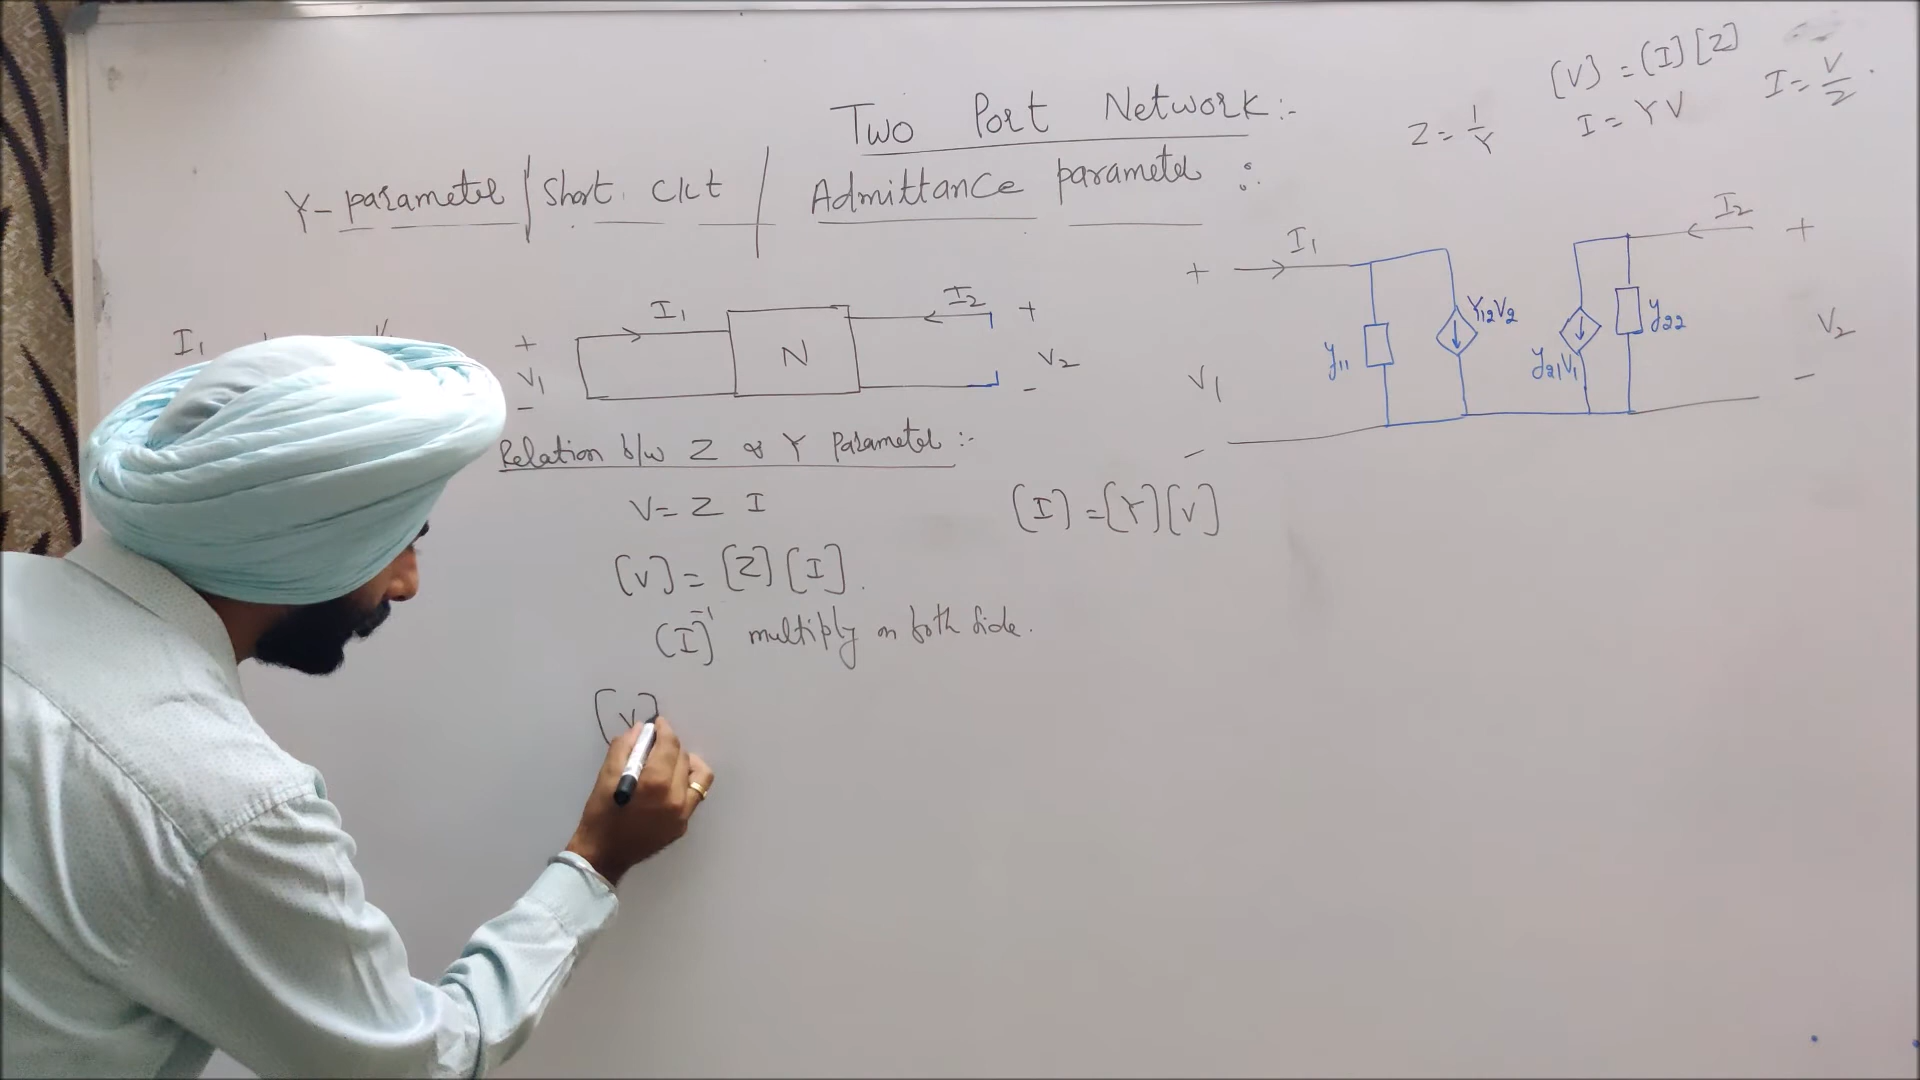 Two Port Network:-
Y-parameter / Short Ckt / Admittance parameter :-
[V] = [I][Z]
I = V/Z .
Z = 1/Y
I = YV
I1
+
V1
-
I1
N
I2
+
V2
-
+
I1
V1
-
y11
Y12V2
y21V1
y22
I2
+
V2
-
Relation b/w Z & Y Parameter :-
V = Z I
[I] = [Y][V]
[V] = [Z][I].
[I]-1 multiply on both side.
[V]